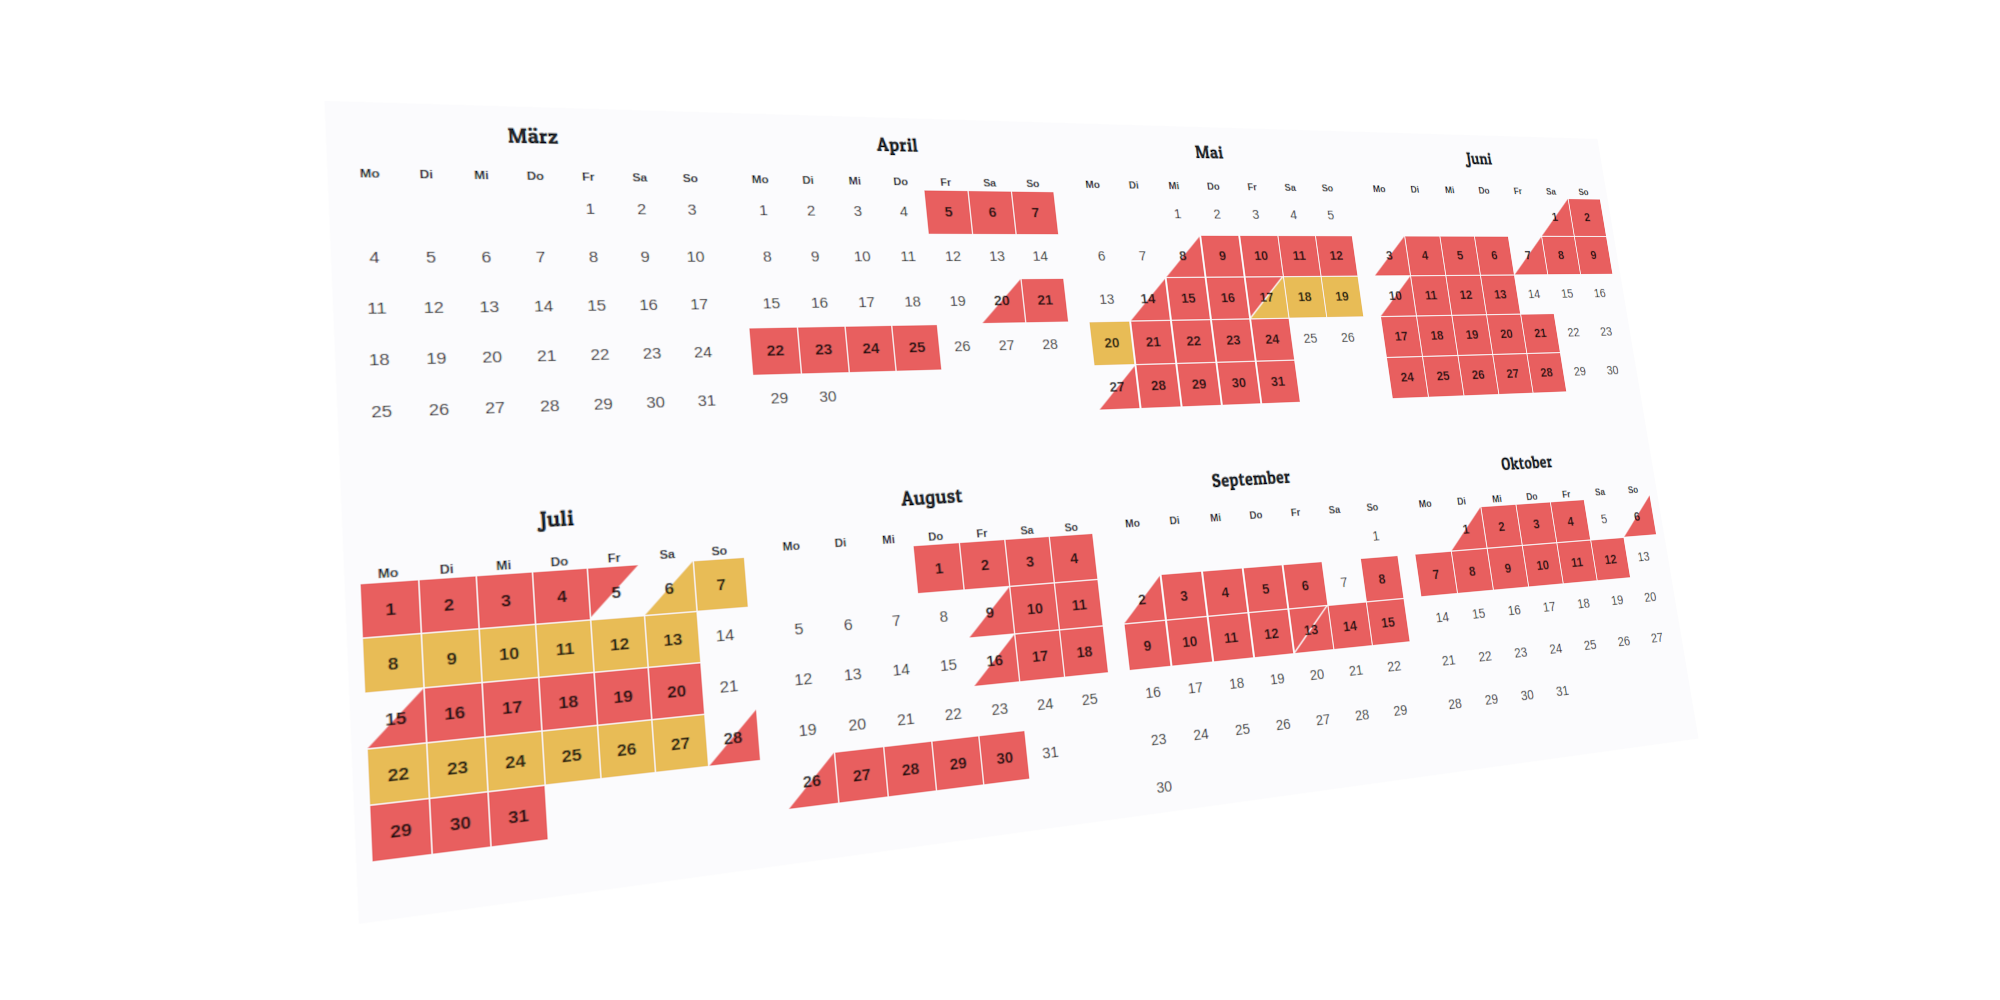 März
Mo Di Mi Do Fr Sa So
1 2 3
4 5 6 7 8 9 10
11 12 13 14 15 16 17
18 19 20 21 22 23 24
25 26 27 28 29 30 31
April
Mo Di Mi Do Fr Sa So
1 2 3 4 5 6 7
8 9 10 11 12 13 14
15 16 17 18 19 20 21
22 23 24 25 26 27 28
29 30
Mai
Mo Di Mi Do Fr Sa So
1 2 3 4 5
6 7 8 9 10 11 12
13 14 15 16 17 18 19
20 21 22 23 24 25 26
27 28 29 30 31
Juni
Mo Di Mi Do Fr Sa So
1 2
3 4 5 6 7 8 9
10 11 12 13 14 15 16
17 18 19 20 21 22 23
24 25 26 27 28 29 30
Juli
Mo Di Mi Do Fr Sa So
1 2 3 4 5 6 7
8 9 10 11 12 13 14
15 16 17 18 19 20 21
22 23 24 25 26 27 28
29 30 31
August
Mo Di Mi Do Fr Sa So
1 2 3 4
5 6 7 8 9 10 11
12 13 14 15 16 17 18
19 20 21 22 23 24 25
26 27 28 29 30 31
September
Mo Di Mi Do Fr Sa So
1
2 3 4 5 6 7 8
9 10 11 12 13 14 15
16 17 18 19 20 21 22
23 24 25 26 27 28 29
30
Oktober
Mo Di Mi Do Fr Sa So
1 2 3 4 5 6
7 8 9 10 11 12 13
14 15 16 17 18 19 20
21 22 23 24 25 26 27
28 29 30 31